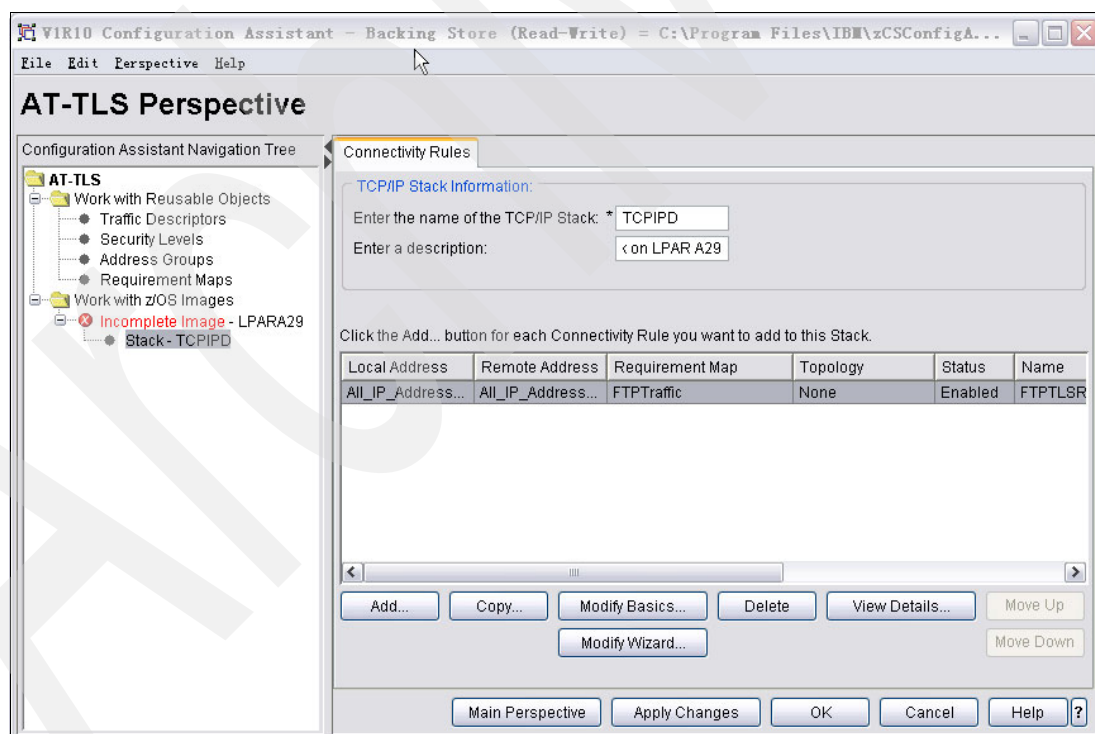 V1R10 Configuration Assistant - Backing Store (Read-Write) = C:\Program Files\IBM\zCSConfigA...
File Edit Perspective Help
AT-TLS Perspective
Configuration Assistant Navigation Tree
AT-TLS
Work with Reusable Objects
Traffic Descriptors
Security Levels
Address Groups
Requirement Maps
Work with z/OS Images
Incomplete Image - LPARA29
Stack - TCPIPD
Connectivity Rules
TCP/IP Stack Information:
Enter the name of the TCP/IP Stack: * TCPIPD
Enter a description: on LPAR A29
Click the Add... button for each Connectivity Rule you want to add to this Stack.
Local Address Remote Address Requirement Map Topology Status Name
All_IP_Address... All_IP_Address... FTPTraffic None Enabled FTPTLSR
Add... Copy... Modify Basics... Delete View Details... Move Up
Modify Wizard... Move Down
Main Perspective Apply Changes OK Cancel Help ?